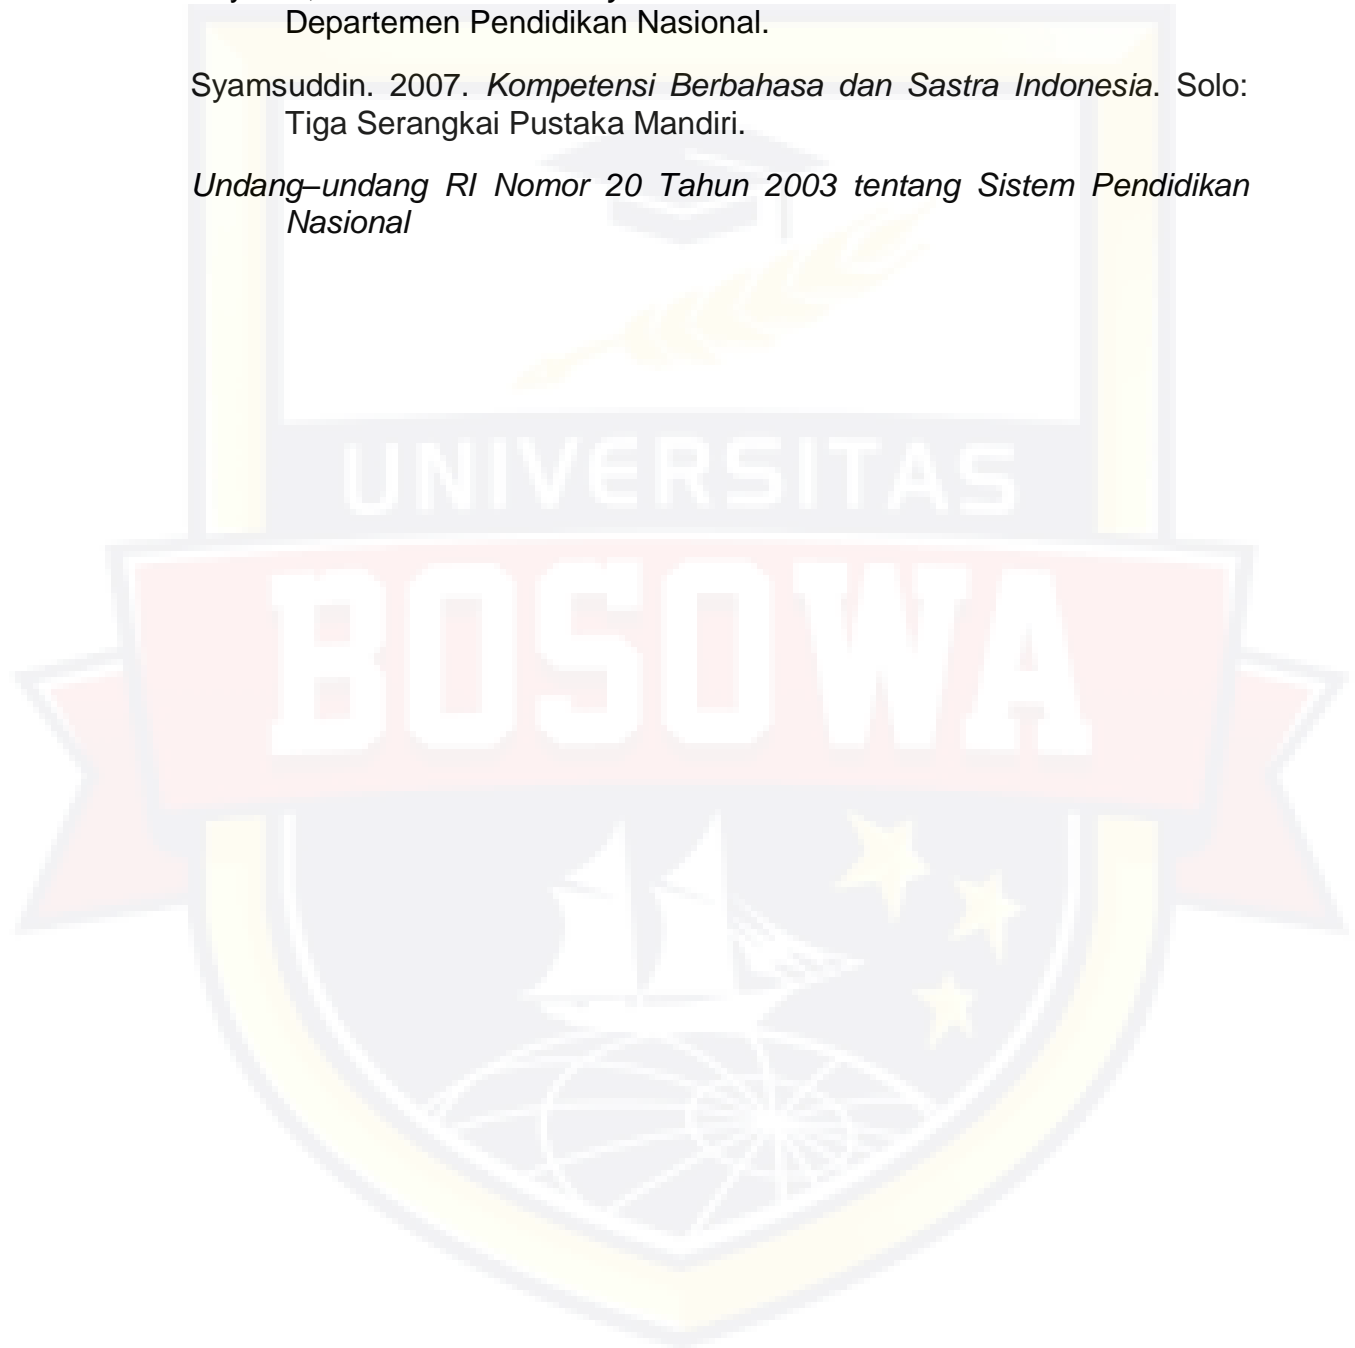 Departemen Pendidikan Nasional.
Syamsuddin. 2007. Kompetensi Berbahasa dan Sastra Indonesia. Solo:
Tiga Serangkai Pustaka Mandiri.
Undang–undang RI Nomor 20 Tahun 2003 tentang Sistem Pendidikan
Nasional
UNIVERSITAS
BOSOWA